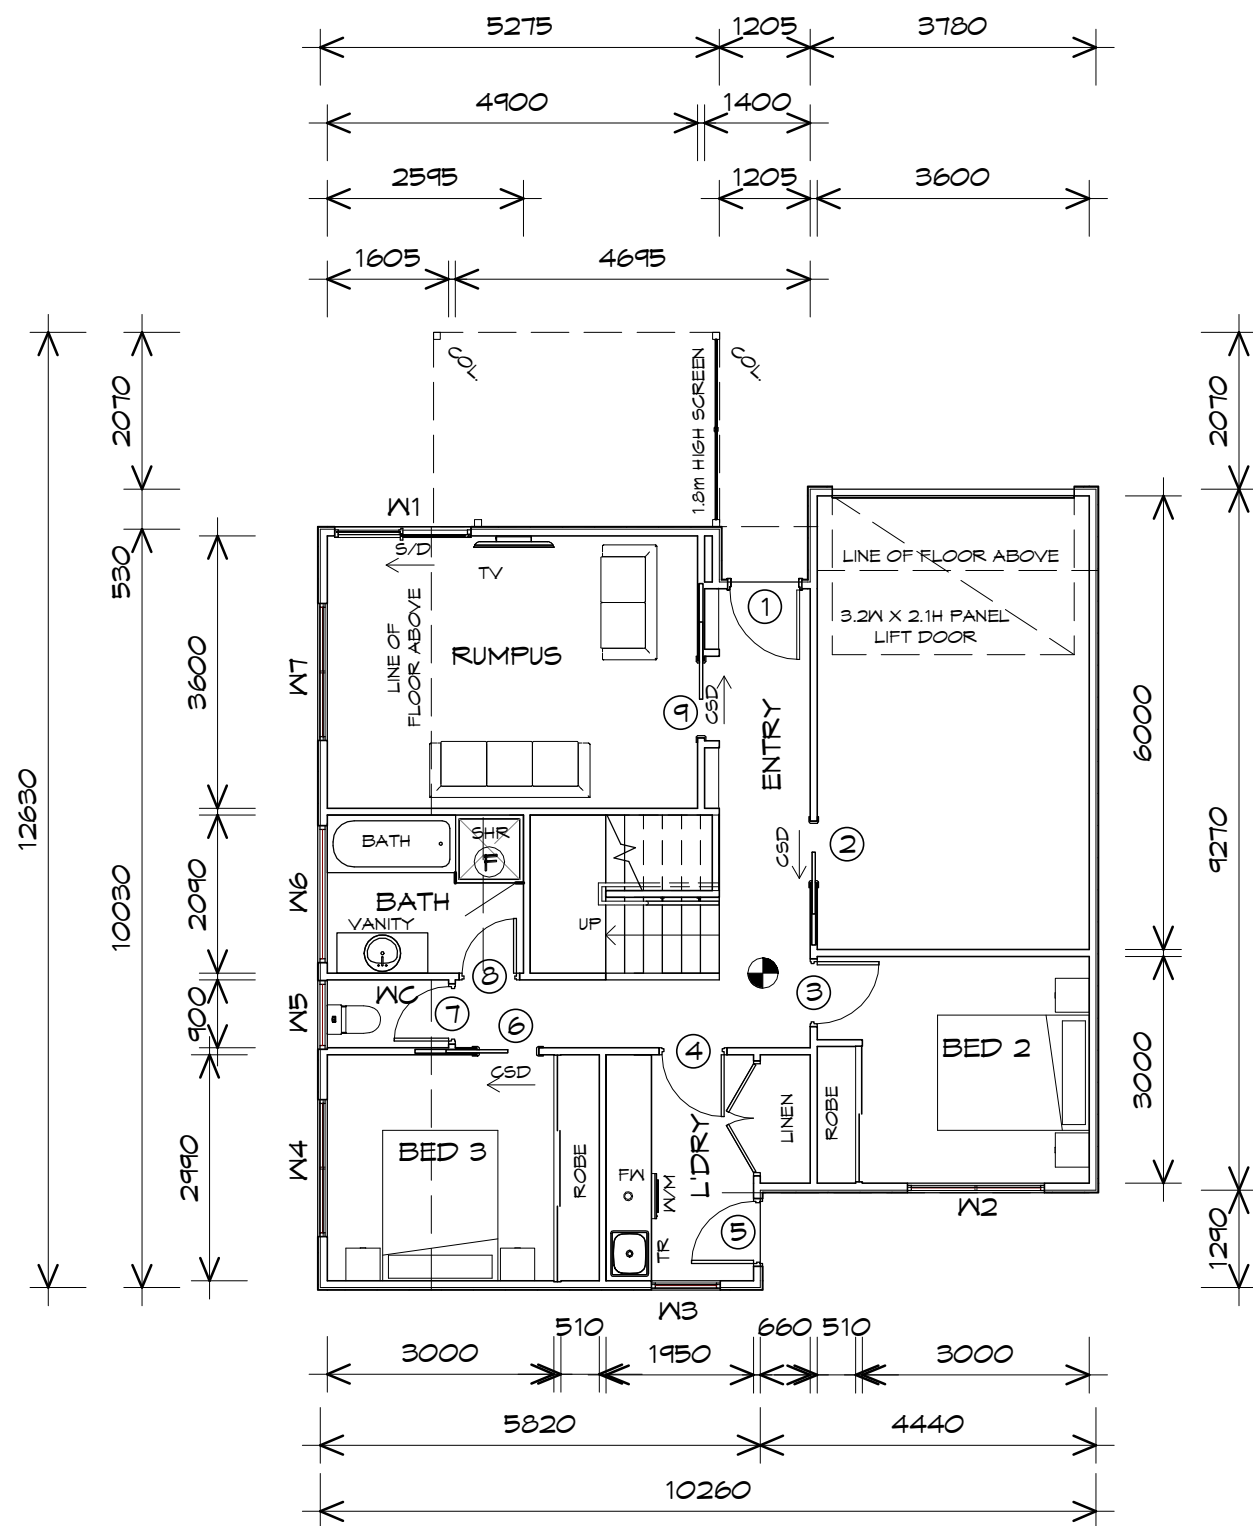 5275 1205 3780
4900 1400
2595 1205 3600
1605 4695
COL.
COL.
1.8m HIGH SCREEN
2070
2070
W1
S/D
TV
LINE OF FLOOR ABOVE
3.2W X 2.1H PANEL
LIFT DOOR
1
530
RUMPUS
LINE OF
FLOOR ABOVE
W7
3600
9
CSD
ENTRY
6000
12630
10030
9270
BATH
SHR
F
CSD
2
W6
2090
BATH
VANITY
UP
8
3
WC
W5
900
7
6
4
BED 2
CSD
3000
LINEN
ROBE
BED 3
W4
2990
ROBE
L'DRY
FW
W/M
TR
5
W2
1290
W3
3000 510 1950 660 510 3000
5820 4440
10260